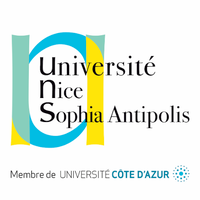 Université
Nice
Sophia Antipolis
Membre de UNIVERSITÉ CÔTE D'AZUR